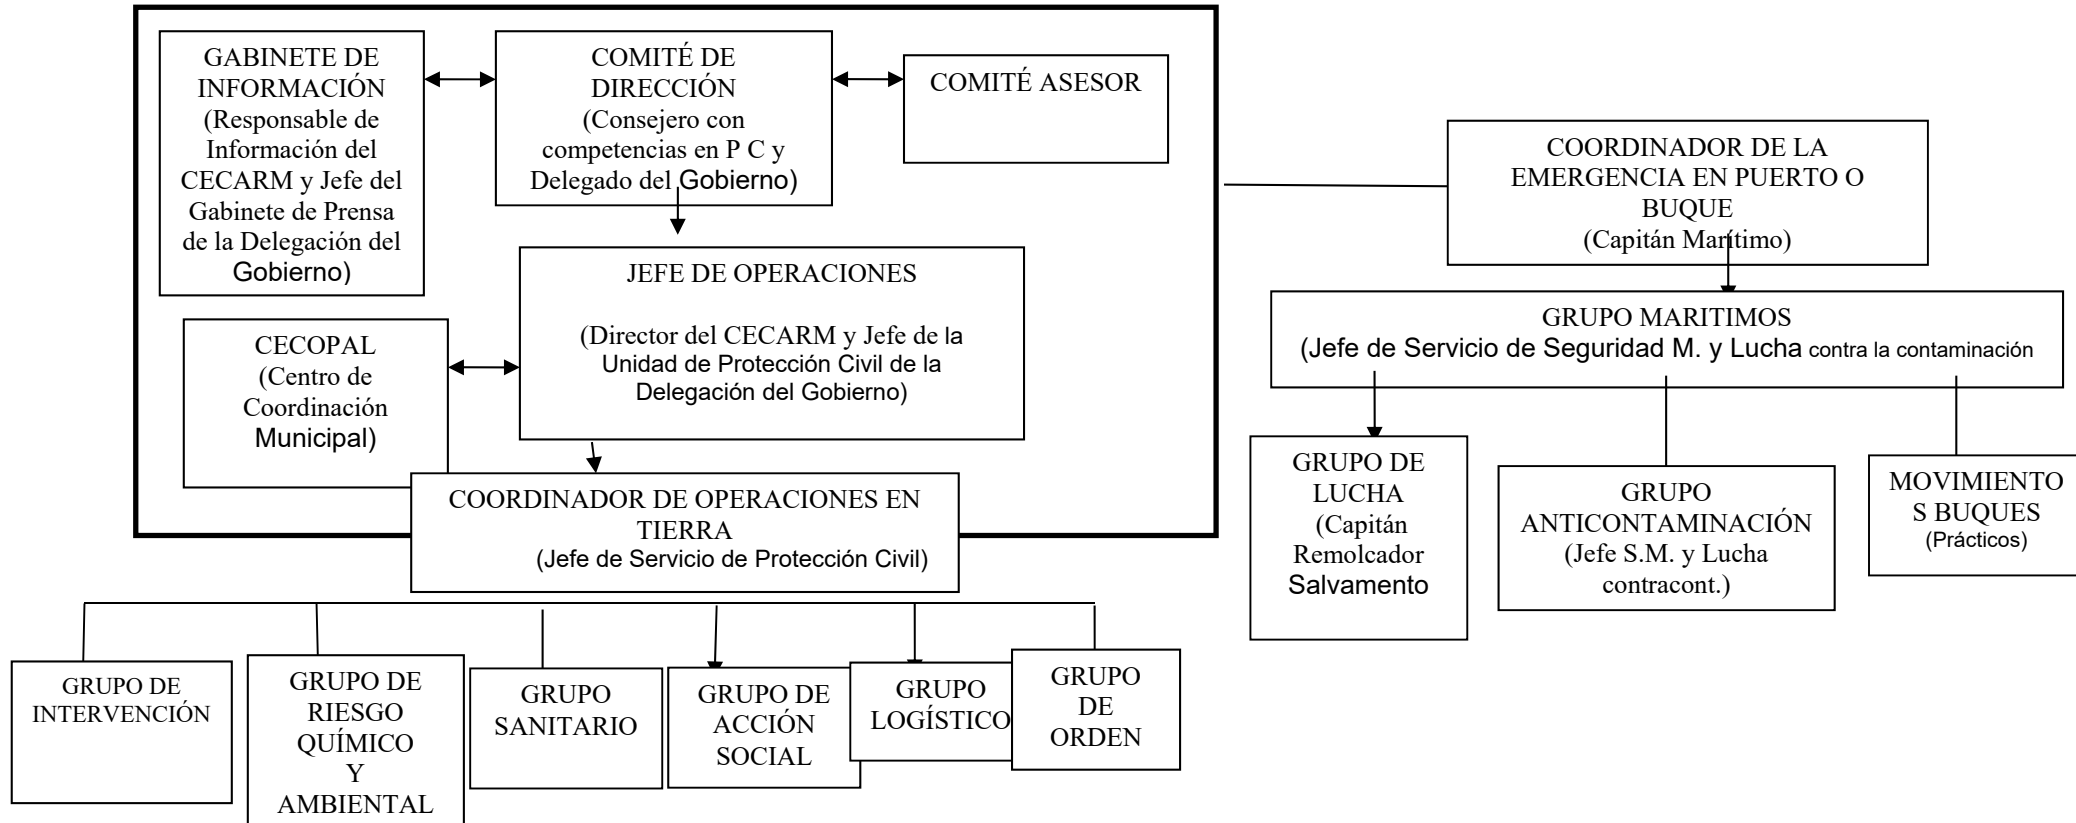 GABINETE DE
INFORMACIÓN
(Responsable de
Información del
CECARM y Jefe del
Gabinete de Prensa
de la Delegación del
Gobierno)
COMITÉ DE
DIRECCIÓN
(Consejero con
competencias en P C y
Delegado del Gobierno)
COMITÉ ASESOR
COORDINADOR DE LA
EMERGENCIA EN PUERTO O
BUQUE
(Capitán Marítimo)
JEFE DE OPERACIONES
(Director del CECARM y Jefe de la
Unidad de Protección Civil de la
Delegación del Gobierno)
CECOPAL
(Centro de
Coordinación
Municipal)
GRUPO MARITIMOS
(Jefe de Servicio de Seguridad M. y Lucha contra la contaminación
COORDINADOR DE OPERACIONES EN
TIERRA
(Jefe de Servicio de Protección Civil)
GRUPO DE
LUCHA
(Capitán
Remolcador
Salvamento
GRUPO
ANTICONTAMINACIÓN
(Jefe S.M. y Lucha
contracont.)
MOVIMIENTO
S BUQUES
(Prácticos)
GRUPO DE
INTERVENCIÓN
GRUPO DE
RIESGO
QUÍMICO
Y
AMBIENTAL
GRUPO
SANITARIO
GRUPO DE
ACCIÓN
SOCIAL
GRUPO
LOGÍSTICO
GRUPO
DE
ORDEN